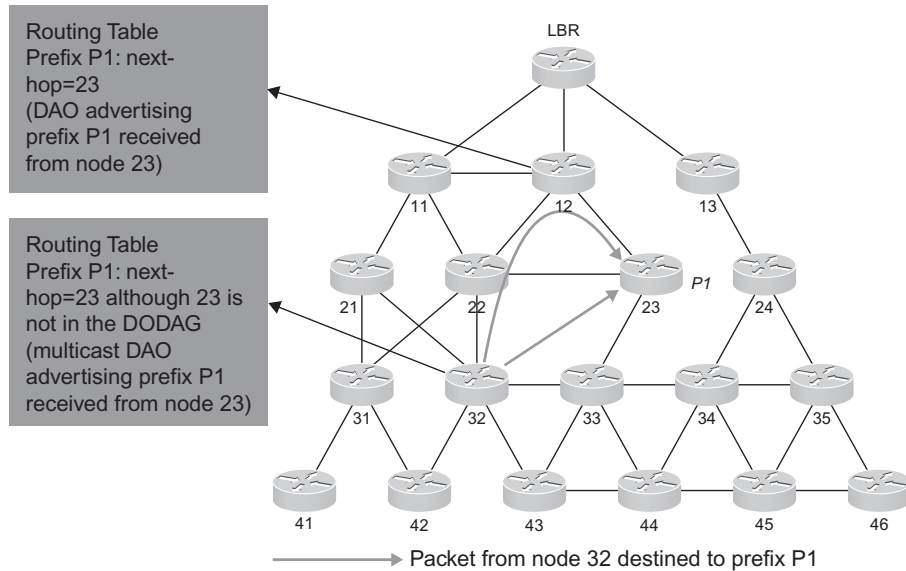 Routing Table
Prefix P1: next-
hop=23
(DAO advertising
prefix P1 received
from node 23)
LBR
11
12
13
Routing Table
Prefix P1: next-
hop=23 although 23 is
not in the DODAG
(multicast DAO
advertising prefix P1
received from node 23)
21
22
23
P1
24
31
32
33
34
35
41
42
43
44
45
46
Packet from node 32 destined to prefix P1